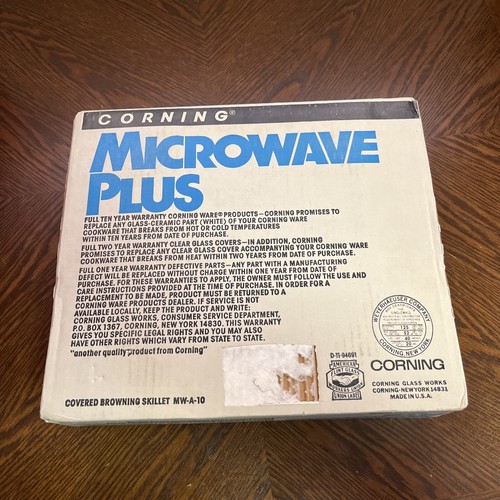 CORNING®
MICROWAVE
PLUS
FULL TEN YEAR WARRANTY CORNING WARE® PRODUCTS—CORNING PROMISES TO
REPLACE ANY GLASS-CERAMIC PART (WHITE) OF YOUR CORNING WARE
COOKWARE THAT BREAKS FROM HOT OR COLD TEMPERATURES
WITHIN TEN YEARS FROM DATE OF PURCHASE.
FULL TWO YEAR WARRANTY CLEAR GLASS COVERS—IN ADDITION, CORNING
PROMISES TO REPLACE ANY CLEAR GLASS COVER ACCOMPANYING YOUR CORNING WARE
COOKWARE THAT BREAKS FROM HEAT WITHIN TWO YEARS FROM DATE OF PURCHASE.
FULL ONE YEAR WARRANTY DEFECTIVE PARTS—ANY PART WITH A MANUFACTURING
DEFECT WILL BE REPLACED WITHOUT CHARGE WITHIN ONE YEAR FROM DATE OF
PURCHASE. FOR THESE WARRANTIES TO APPLY, THE OWNER MUST FOLLOW THE USE AND
CARE INSTRUCTIONS PROVIDED AT THE TIME OF PURCHASE. IN ORDER FOR A
REPLACEMENT TO BE MADE, PRODUCT MUST BE RETURNED TO A
CORNING WARE PRODUCTS DEALER. IF SERVICE IS NOT
AVAILABLE LOCALLY, KEEP THE PRODUCT AND WRITE:
CORNING GLASS WORKS, CONSUMER SERVICE DEPARTMENT,
P.O. BOX 1367, CORNING, NEW YORK 14830. THIS WARRANTY
GIVES YOU SPECIFIC LEGAL RIGHTS AND YOU MAY ALSO
HAVE OTHER RIGHTS WHICH VARY FROM STATE TO STATE.
"another quality product from Corning"
COVERED BROWNING SKILLET MW-A-10
D-11-94691
AMERICAN
FLINT GLASS
WORKERS UNION
UNION LABEL
WEYERHAEUSER COMPANY
125
CORNING, NEW YORK
CORNING
CORNING GLASS WORKS
CORNING · NEW YORK 14831
MADE IN U.S.A.